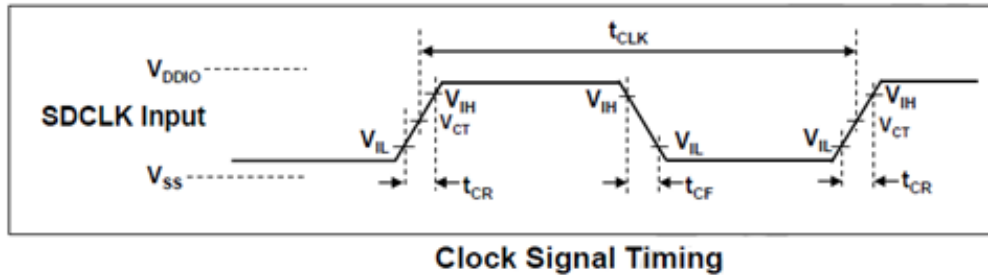 tCLK
VDDIO
SDCLK Input
VIH
VIH
VIH
VCT
VCT
VIL
VIL
VIL
VSS
tCR
tCF
tCR
Clock Signal Timing